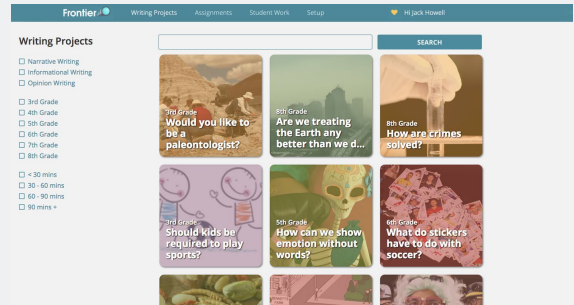 Frontier
Writing Projects Assignments Student Work Setup
Hi Jack Howell
Writing Projects
SEARCH
Narrative Writing
Informational Writing
Opinion Writing
3rd Grade
4th Grade
5th Grade
6th Grade
7th Grade
8th Grade
< 30 mins
30 - 60 mins
60 - 90 mins
90 mins +
3rd Grade
Would you like to
be a
paleontologist?
8th Grade
Are we treating
the Earth any
better than we d...
8th Grade
How are crimes
solved?
3rd Grade
Should kids be
required to play
sports?
5th Grade
How can we show
emotion without
words?
6th Grade
What do stickers
have to do with
soccer?